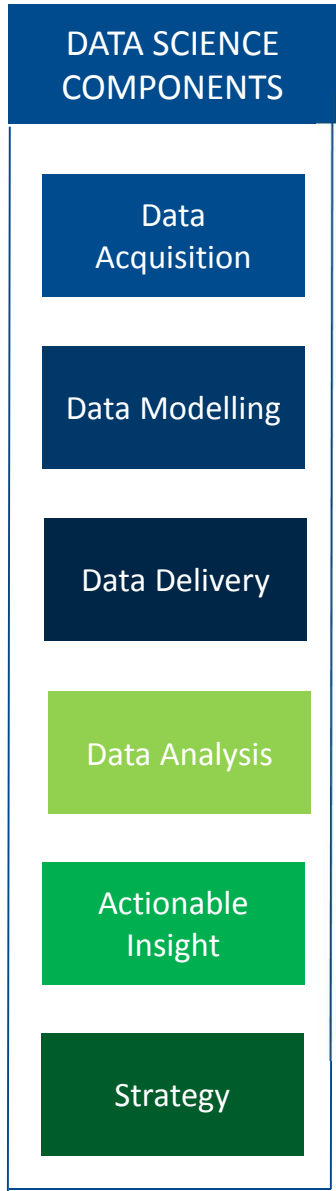 DATA SCIENCE
COMPONENTS
Data
Acquisition
Data Modelling
Data Delivery
Data Analysis
Actionable
Insight
Strategy